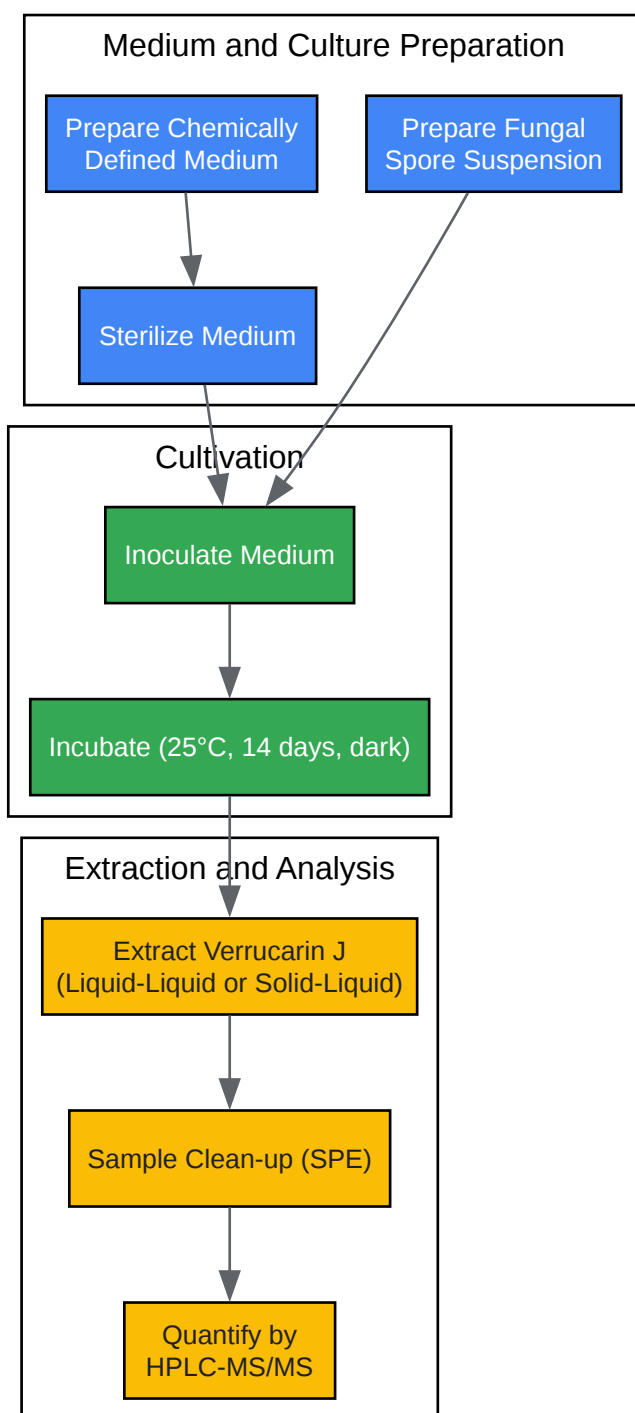 Medium and Culture Preparation
Prepare Chemically
Defined Medium
Prepare Fungal
Spore Suspension
Sterilize Medium
Cultivation
Inoculate Medium
Incubate (25°C, 14 days, dark)
Extraction and Analysis
Extract Verrucarin J
(Liquid-Liquid or Solid-Liquid)
Sample Clean-up (SPE)
Quantify by
HPLC-MS/MS